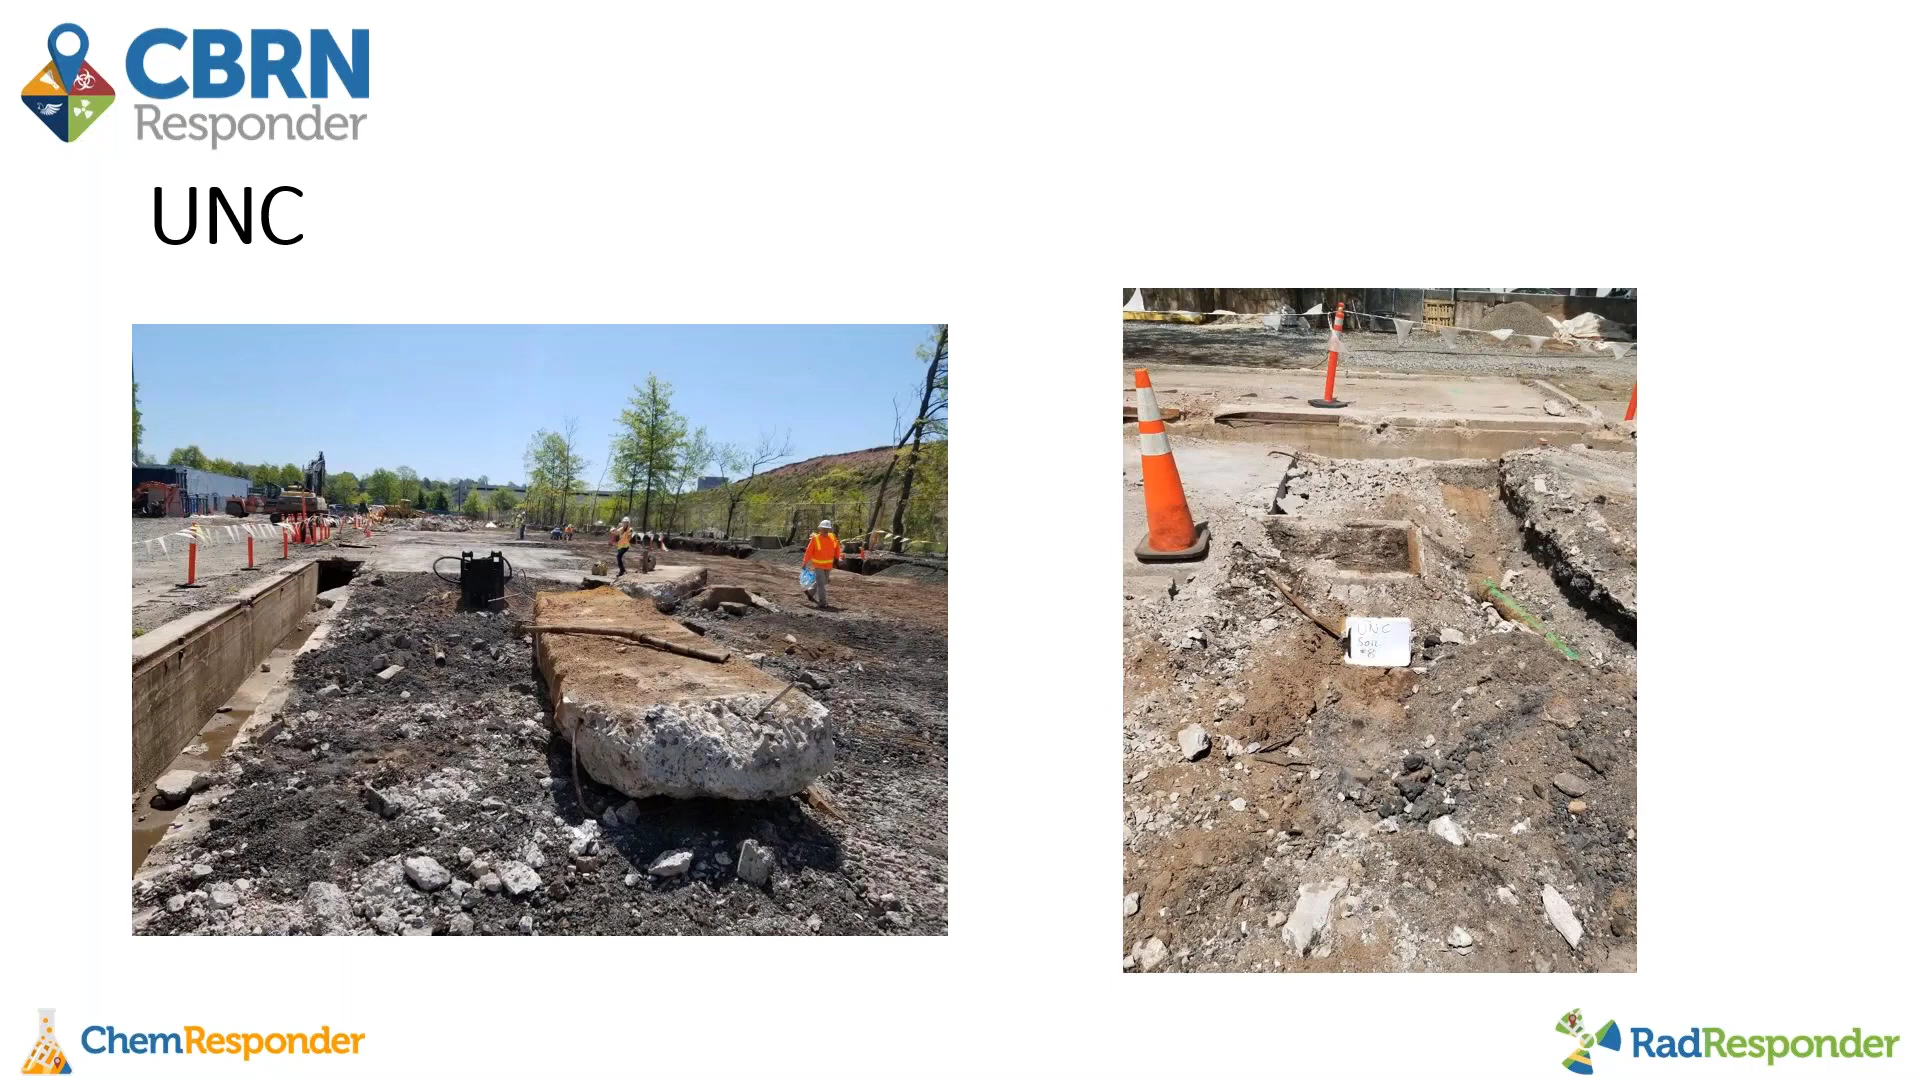 CBRN
Responder
UNC
UNC
Soil
#8
ChemResponder
RadResponder